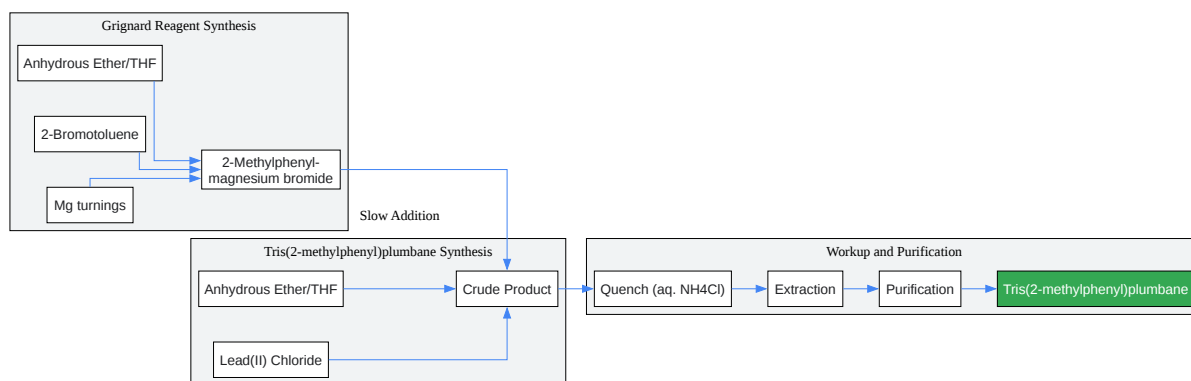 Grignard Reagent Synthesis
Anhydrous Ether/THF
2-Bromotoluene
2-Methylphenyl-
magnesium bromide
Mg turnings
Slow Addition
Tris(2-methylphenyl)plumbane Synthesis
Anhydrous Ether/THF
Crude Product
Lead(II) Chloride
Workup and Purification
Quench (aq. NH4Cl)
Extraction
Purification
Tris(2-methylphenyl)plumbane